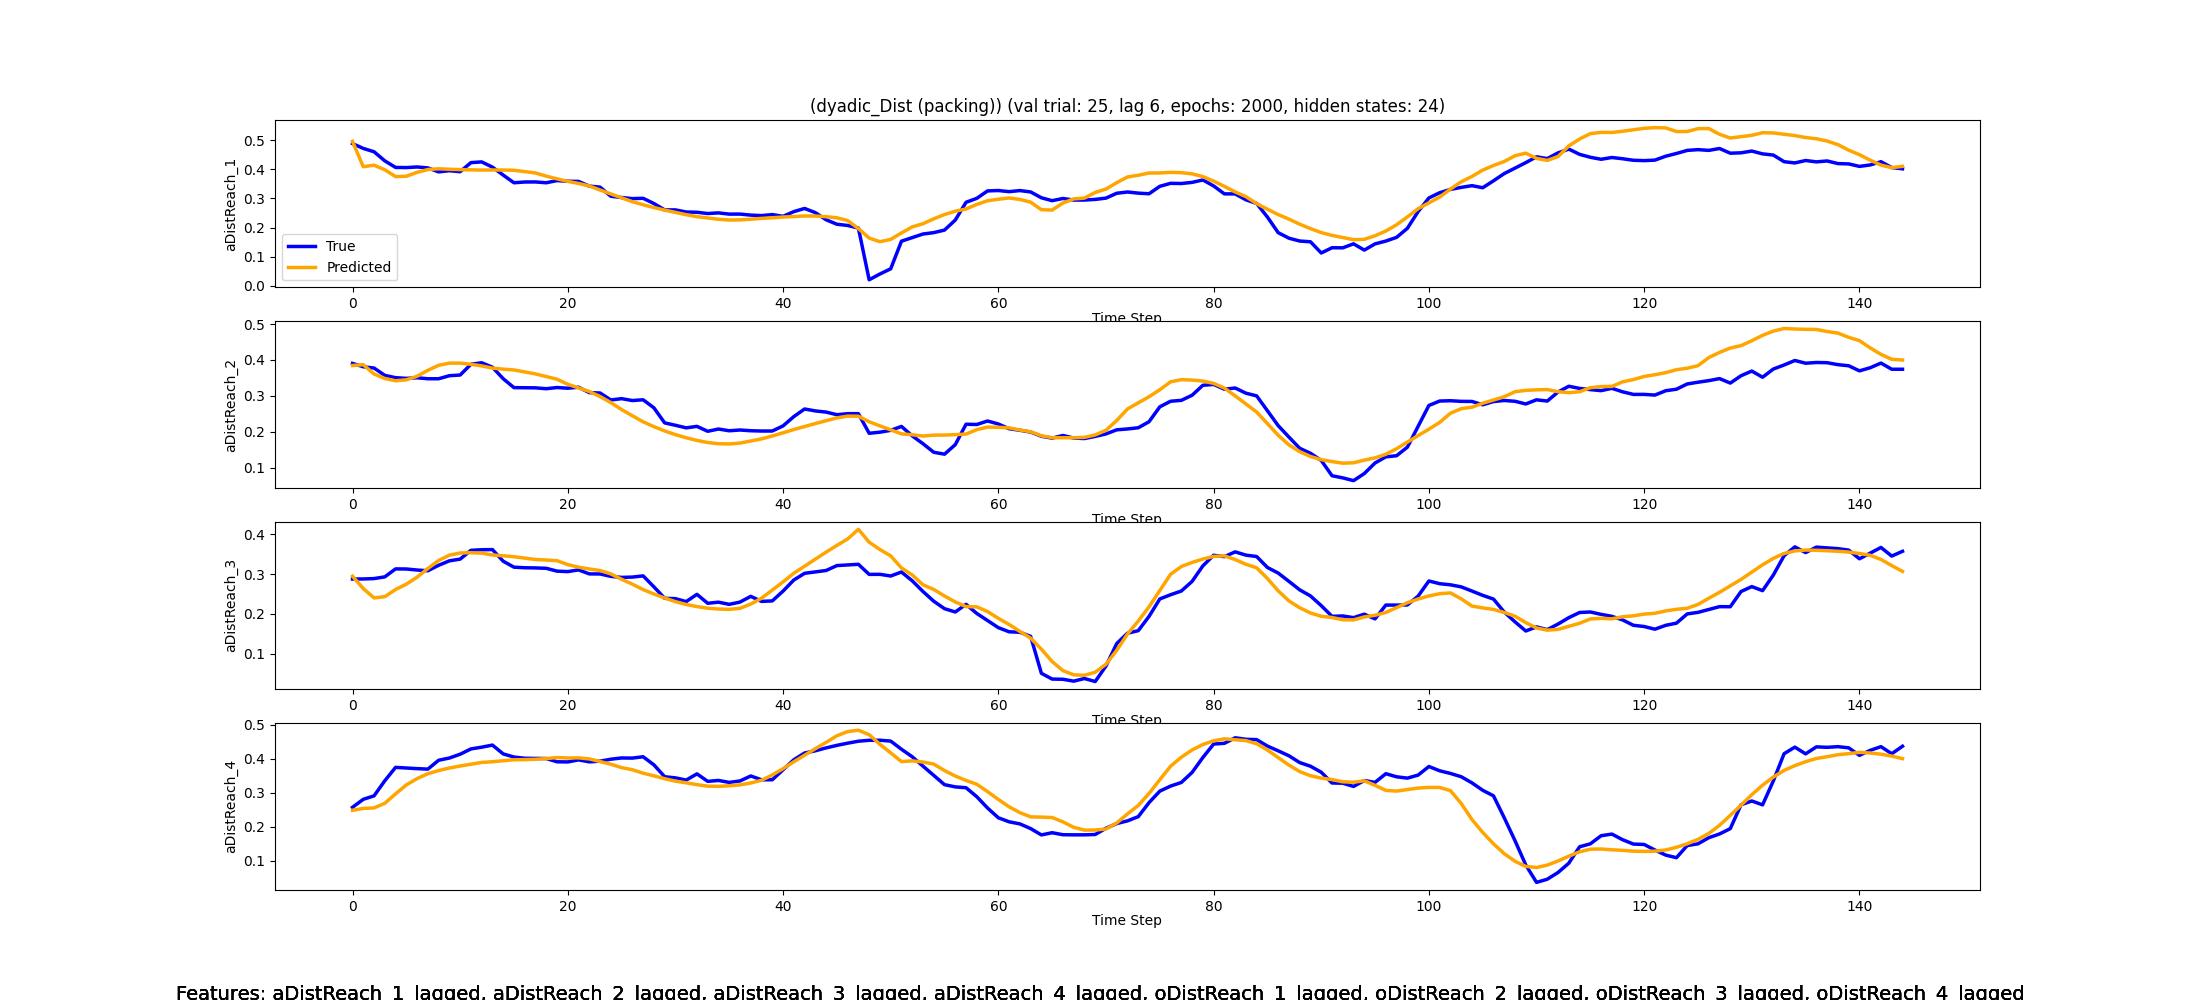 (dyadic_Dist (packing)) (val trial: 25, lag 6, epochs: 2000, hidden states: 24)
aDistReach_1
0.5
0.4
0.3
0.2
0.1
0.0
True
Predicted
0 20 40 60 80 100 120 140
Time Step
aDistReach_2
0.5
0.4
0.3
0.2
0.1
0 20 40 60 80 100 120 140
Time Step
aDistReach_3
0.4
0.3
0.2
0.1
0 20 40 60 80 100 120 140
Time Step
aDistReach_4
0.5
0.4
0.3
0.2
0.1
0 20 40 60 80 100 120 140
Time Step
Features: aDistReach_1_lagged, aDistReach_2_lagged, aDistReach_3_lagged, aDistReach_4_lagged, oDistReach_1_lagged, oDistReach_2_lagged, oDistReach_3_lagged, oDistReach_4_lagged